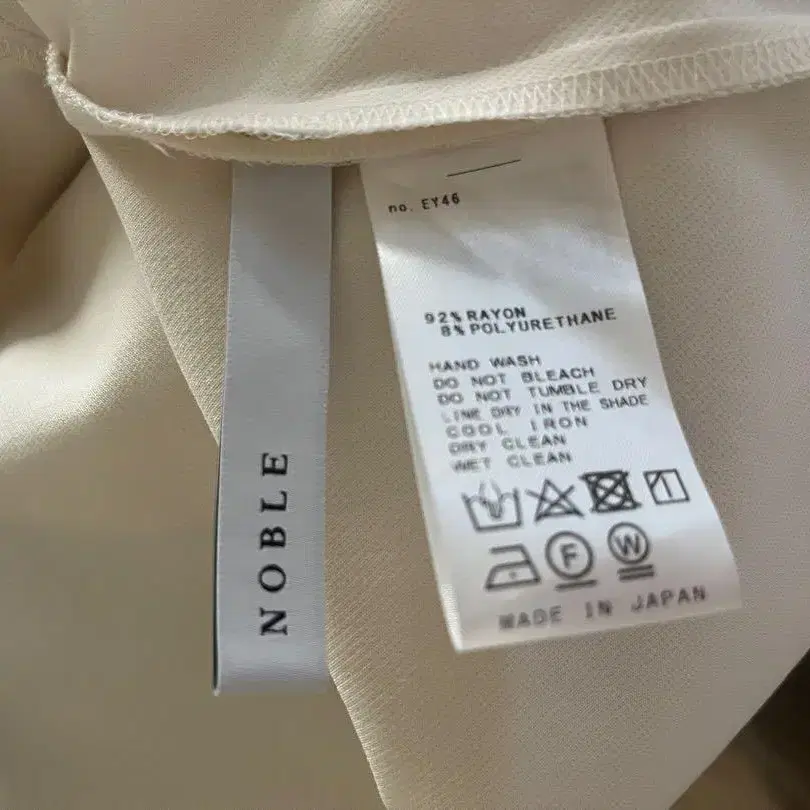 NOBLE
no. EY46
92% RAYON
8% POLYURETHANE
HAND WASH
DO NOT BLEACH
DO NOT TUMBLE DRY
LINE DRY IN THE SHADE
COOL IRON
DRY CLEAN
WET CLEAN
F W
MADE IN JAPAN